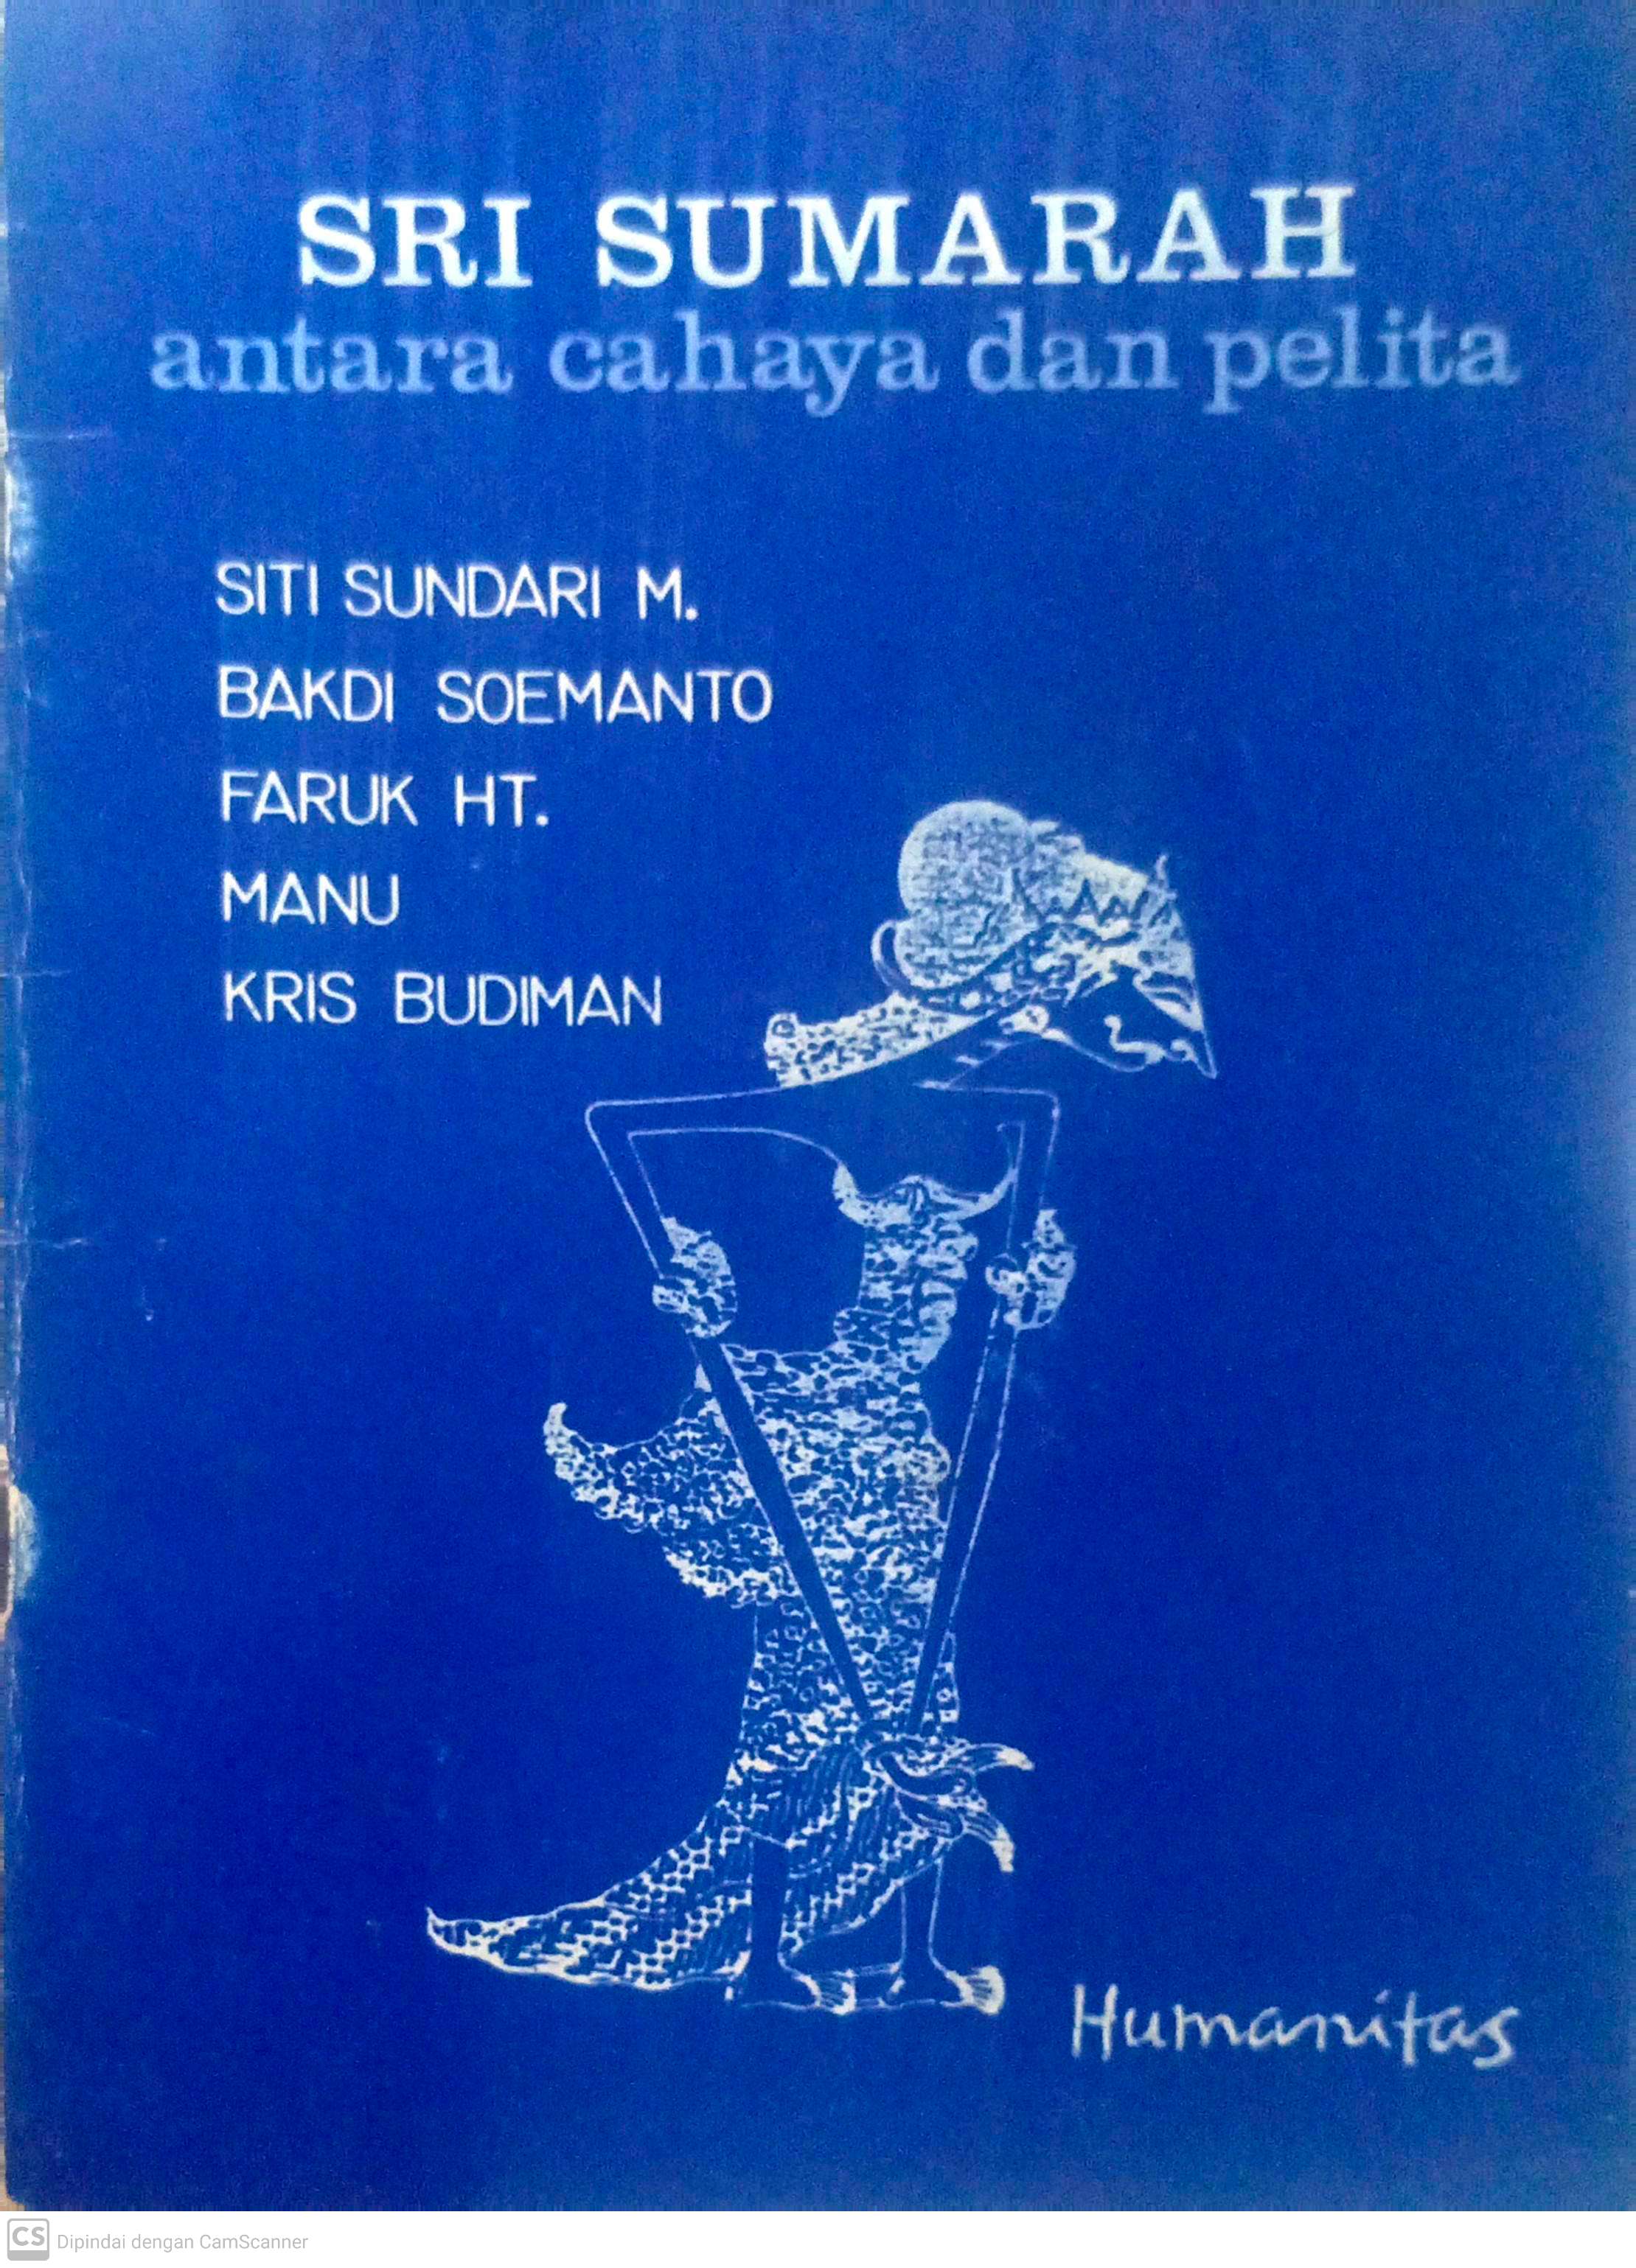 SRI SUMARAH
antara cahaya dan pelita
SITI SUNDARI M.
BAKDI SOEMANTO
FARUK HT.
MANU
KRIS BUDIMAN
Humanitas
CS Dipindai dengan CamScanner